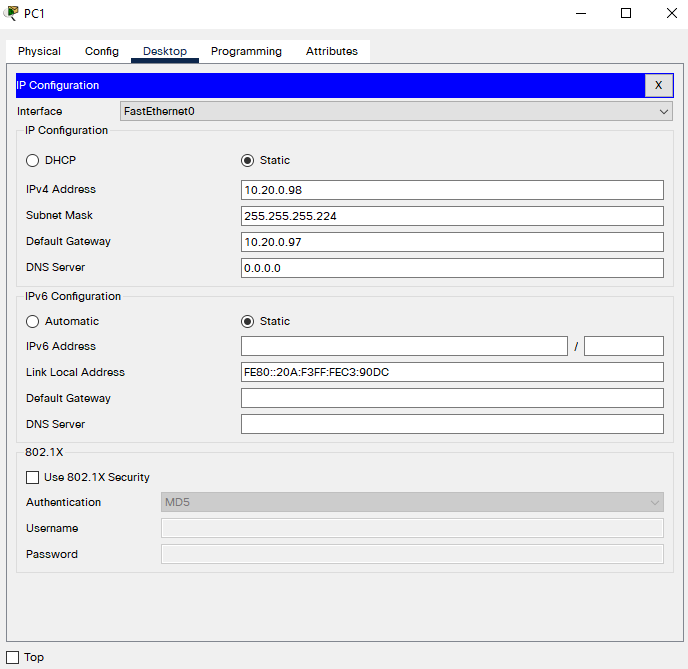 PC1
Physical Config Desktop Programming Attributes
IP Configuration X
Interface FastEthernet0
IP Configuration
DHCP Static
IPv4 Address 10.20.0.98
Subnet Mask 255.255.255.224
Default Gateway 10.20.0.97
DNS Server 0.0.0.0
IPv6 Configuration
Automatic Static
IPv6 Address /
Link Local Address FE80::20A:F3FF:FEC3:90DC
Default Gateway
DNS Server
802.1X
Use 802.1X Security
Authentication MD5
Username
Password
Top